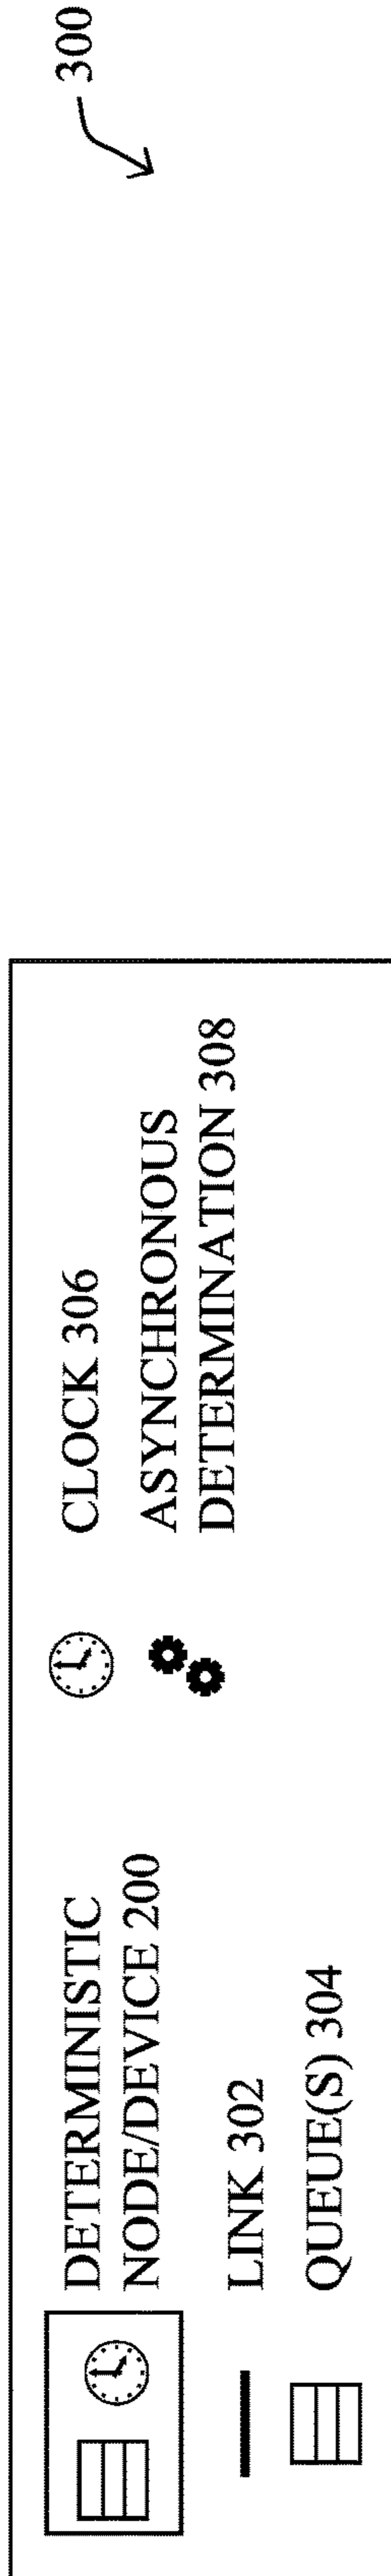 DETERMINISTIC
NODE/DEVICE 200
LINK 302
QUEUE(S) 304
CLOCK 306
ASYNCHRONOUS
DETERMINATION 308
300